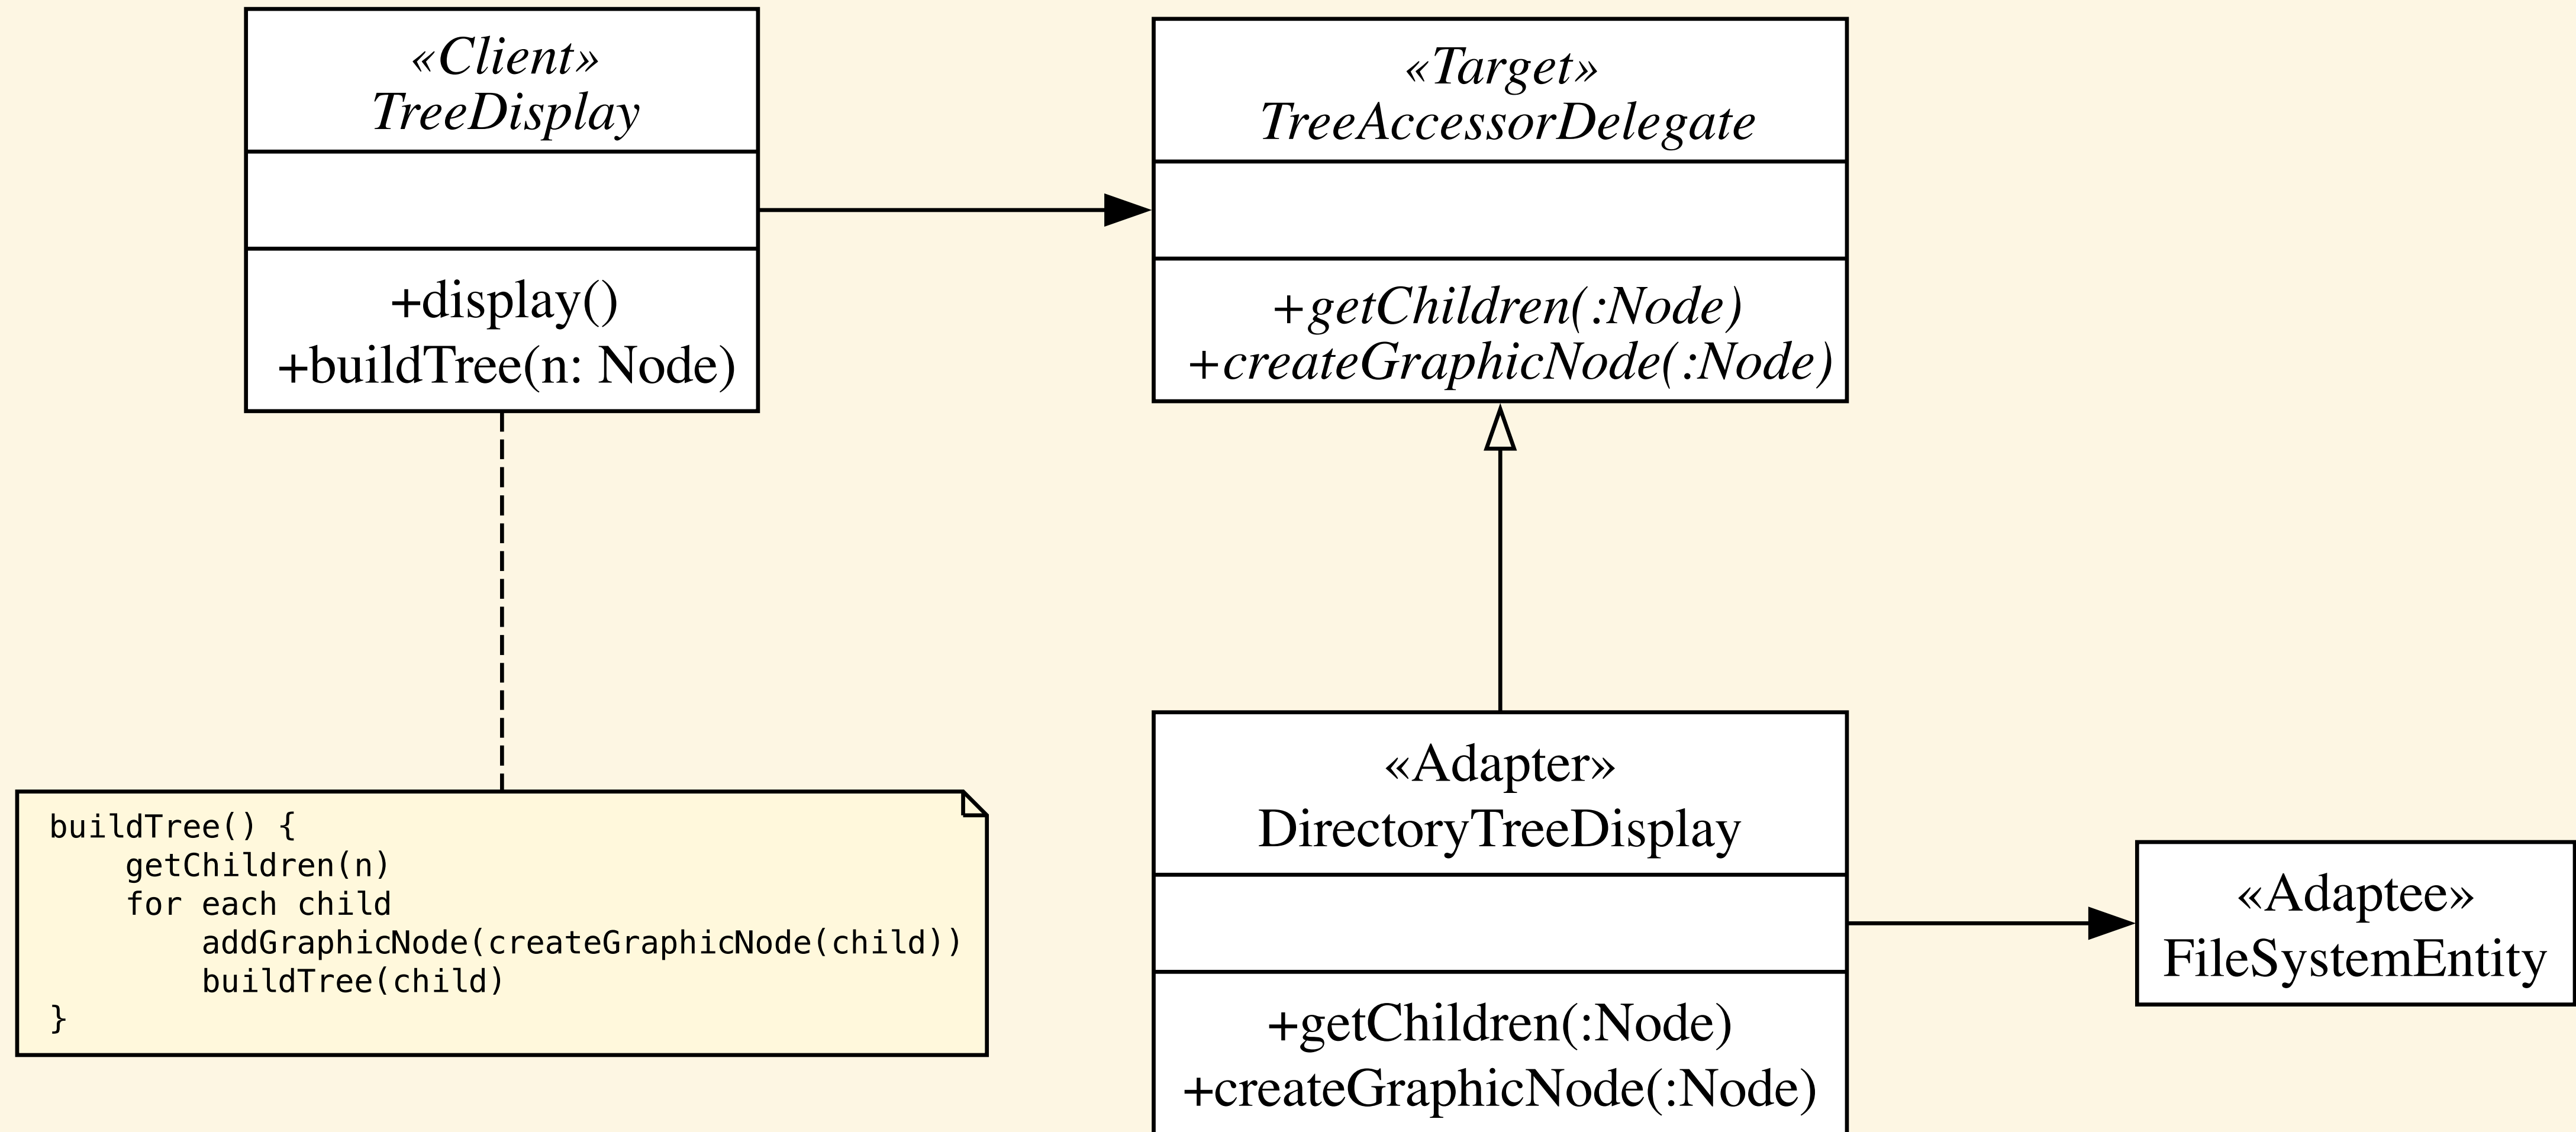 «Client»
TreeDisplay
+display()
+buildTree(n: Node)
«Target»
TreeAccessorDelegate
+getChildren(:Node)
+createGraphicNode(:Node)
buildTree() {
    getChildren(n)
    for each child
        addGraphicNode(createGraphicNode(child))
        buildTree(child)
}
«Adapter»
DirectoryTreeDisplay
+getChildren(:Node)
+createGraphicNode(:Node)
«Adaptee»
FileSystemEntity